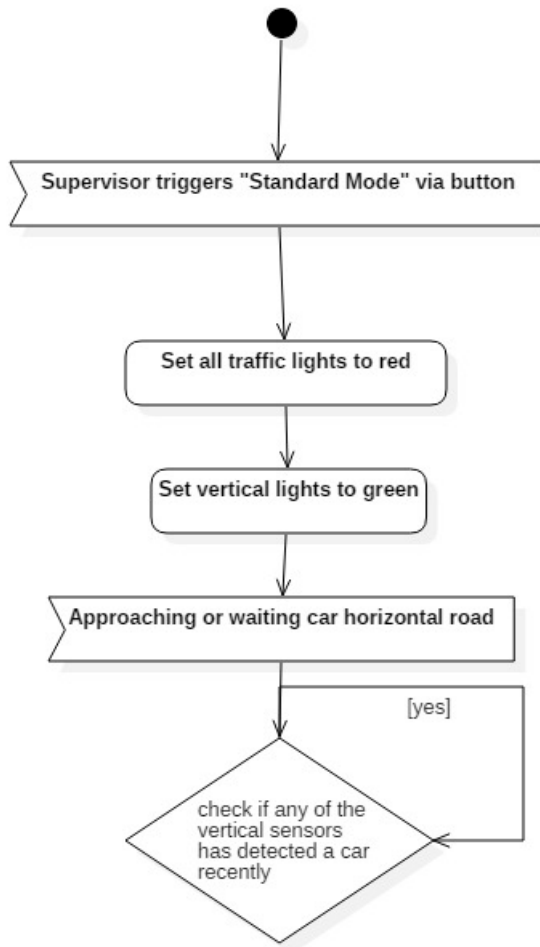 Supervisor triggers "Standard Mode" via button
Set all traffic lights to red
Set vertical lights to green
Approaching or waiting car horizontal road
[yes]
check if any of the
vertical sensors
has detected a car
recently